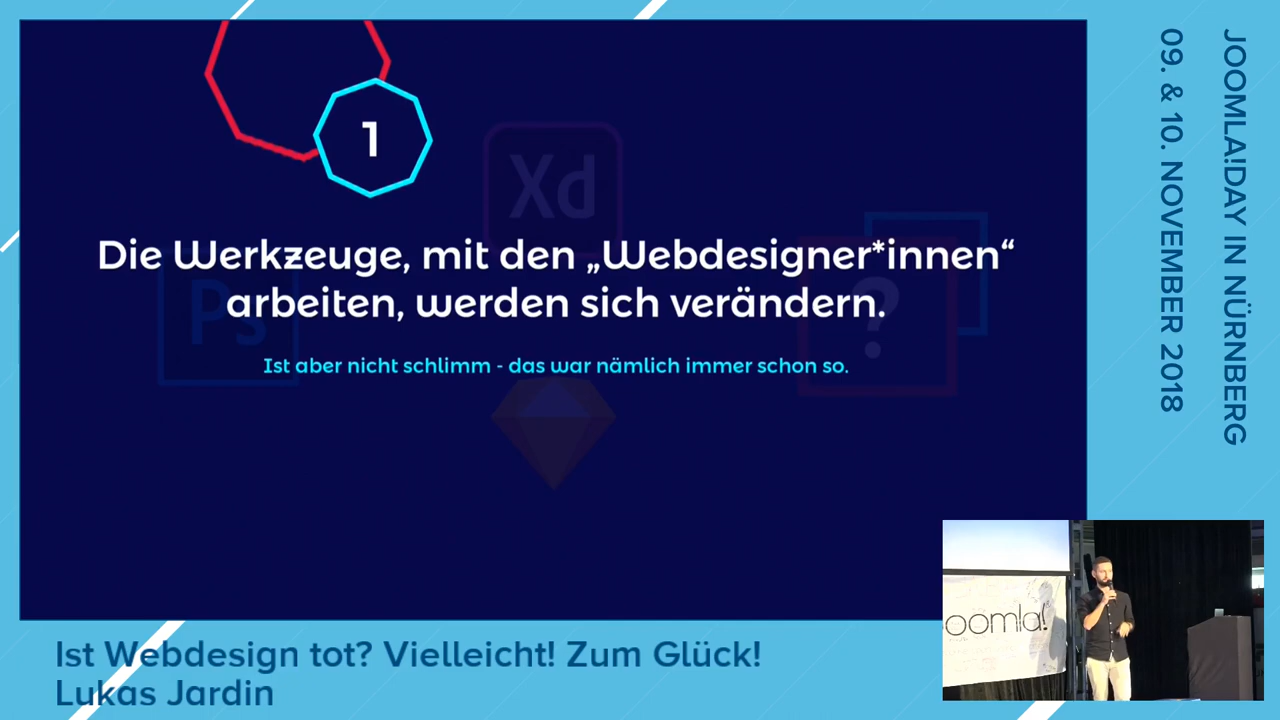 1
Xd
Ps
?
Die Werkzeuge, mit den „Webdesigner*innen“
arbeiten, werden sich verändern.
Ist aber nicht schlimm - das war nämlich immer schon so.
JOOMLA!DAY IN NÜRNBERG
09. & 10. NOVEMBER 2018
oomla!
Ist Webdesign tot? Vielleicht! Zum Glück!
Lukas Jardin